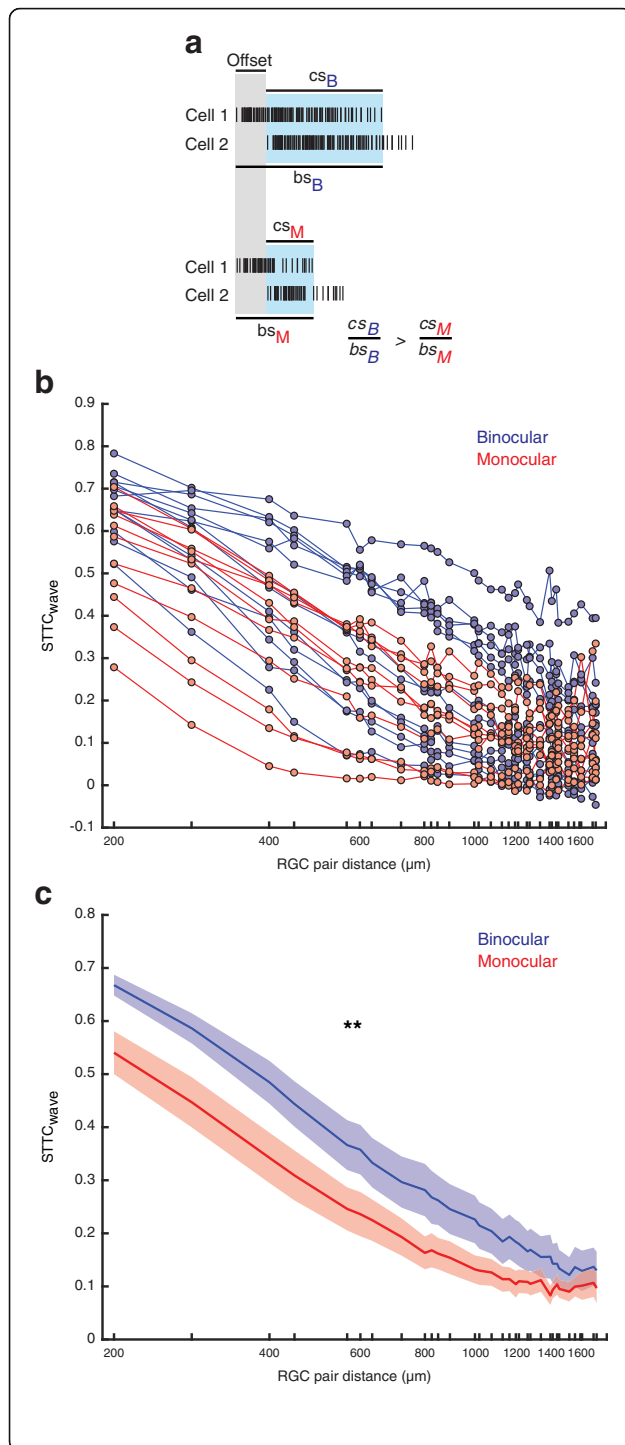 a
Offset
csB
Cell 1
Cell 2
bsB
csM
Cell 1
Cell 2
bsM
csB / bsB > csM / bsM
b
Binocular
Monocular
0.9
0.8
0.7
0.6
0.5
0.4
0.3
0.2
0.1
0
-0.1
STTCwave
200 400 600 800 1000 1200 1400 1600
RGC pair distance (µm)
c
Binocular
Monocular
**
0.8
0.7
0.6
0.5
0.4
0.3
0.2
0.1
0
STTCwave
200 400 600 800 1000 1200 1400 1600
RGC pair distance (µm)